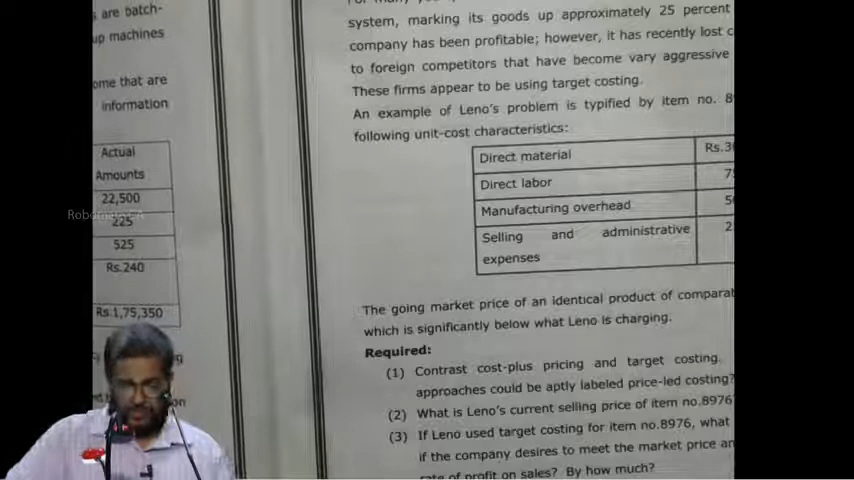 are batch-
up machines
ome that are
information
Actual
Amounts
22,500
225
525
Rs.240
Rs.1,75,350
system, marking its goods up approximately 25 percent
company has been profitable; however, it has recently lost
to foreign competitors that have become vary aggressive
These firms appear to be using target costing.
An example of Leno's problem is typified by item no.
following unit-cost characteristics:
Direct material Rs.
Direct labor
Manufacturing overhead
Selling and administrative
expenses
The going market price of an identical product of
which is significantly below what Leno is charging.
Required:
(1) Contrast cost-plus pricing and target costing.
approaches could be aptly labeled price-led costing?
(2) What is Leno's current selling price of item no.8976
(3) If Leno used target costing for item no.8976, what
if the company desires to meet the market price
rate of profit on sales? By how much?